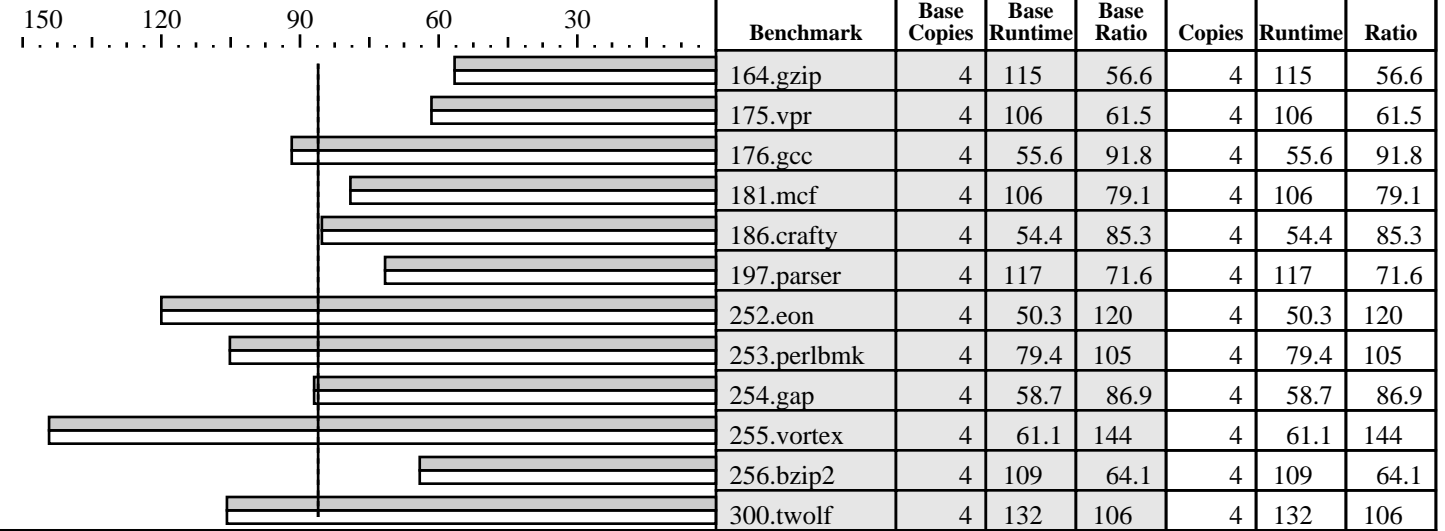 150 120 90 60 30
Benchmark Base Copies Base Runtime Base Ratio Copies Runtime Ratio
164.gzip 4 115 56.6 4 115 56.6
175.vpr 4 106 61.5 4 106 61.5
176.gcc 4 55.6 91.8 4 55.6 91.8
181.mcf 4 106 79.1 4 106 79.1
186.crafty 4 54.4 85.3 4 54.4 85.3
197.parser 4 117 71.6 4 117 71.6
252.eon 4 50.3 120 4 50.3 120
253.perlbmk 4 79.4 105 4 79.4 105
254.gap 4 58.7 86.9 4 58.7 86.9
255.vortex 4 61.1 144 4 61.1 144
256.bzip2 4 109 64.1 4 109 64.1
300.twolf 4 132 106 4 132 106